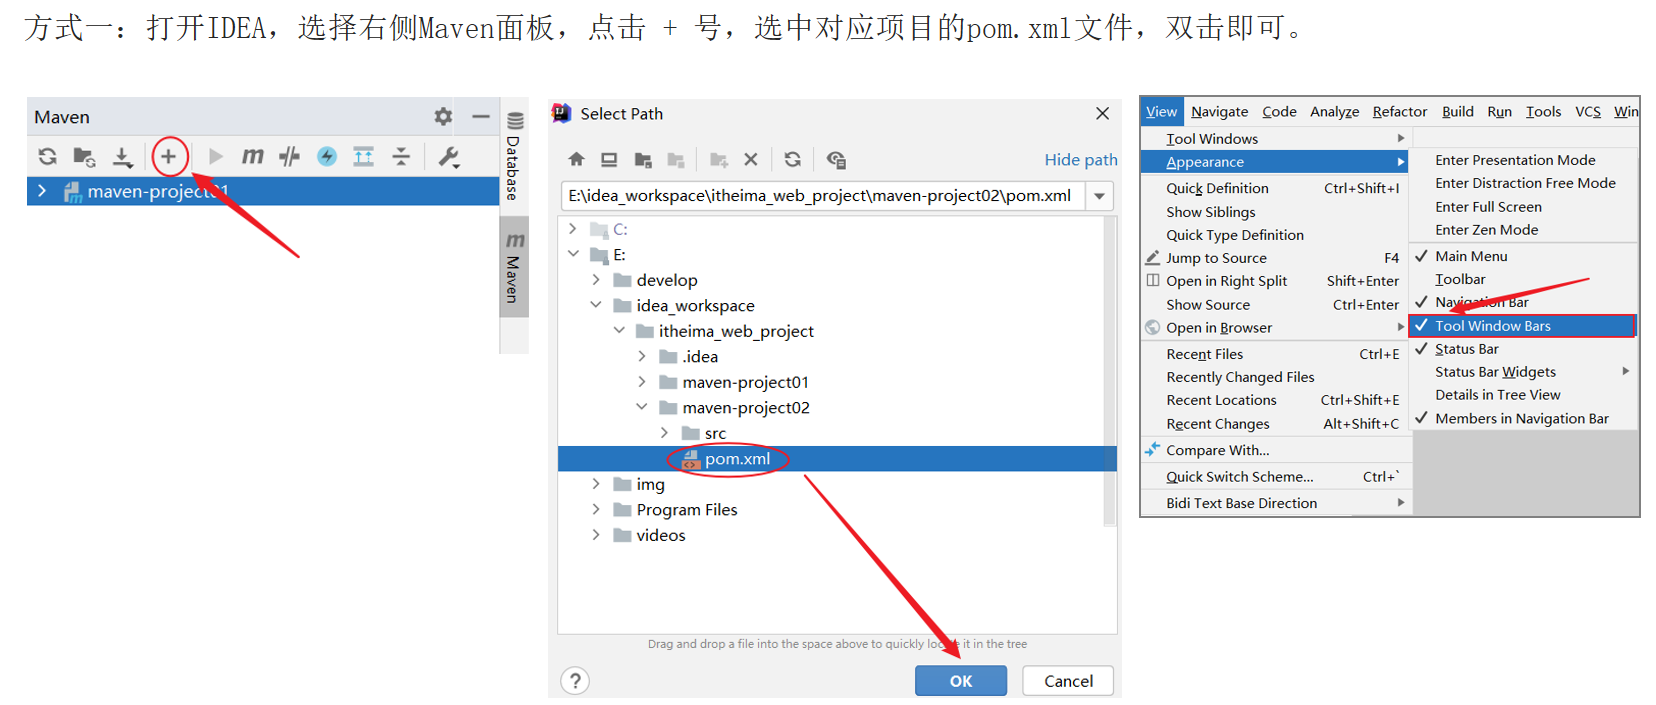 方式一：打开IDEA，选择右侧Maven面板，点击 + 号，选中对应项目的pom.xml文件，双击即可。
Maven
maven-project01
Database
m Maven
Select Path
Hide path
E:\idea_workspace\itheima_web_project\maven-project02\pom.xml
C:
E:
develop
idea_workspace
itheima_web_project
.idea
maven-project01
maven-project02
src
pom.xml
img
Program Files
videos
Drag and drop a file into the space above to quickly locate it in the tree
?
OK
Cancel
View Navigate Code Analyze Refactor Build Run Tools VCS Win
Tool Windows
Appearance
Quick Definition Ctrl+Shift+I
Show Siblings
Quick Type Definition
Jump to Source F4
Open in Right Split Shift+Enter
Show Source Ctrl+Enter
Open in Browser
Recent Files Ctrl+E
Recently Changed Files
Recent Locations Ctrl+Shift+E
Recent Changes Alt+Shift+C
Compare With...
Quick Switch Scheme... Ctrl+`
Bidi Text Base Direction
Enter Presentation Mode
Enter Distraction Free Mode
Enter Full Screen
Enter Zen Mode
Main Menu
Toolbar
Navigation Bar
Tool Window Bars
Status Bar
Status Bar Widgets
Details in Tree View
Members in Navigation Bar